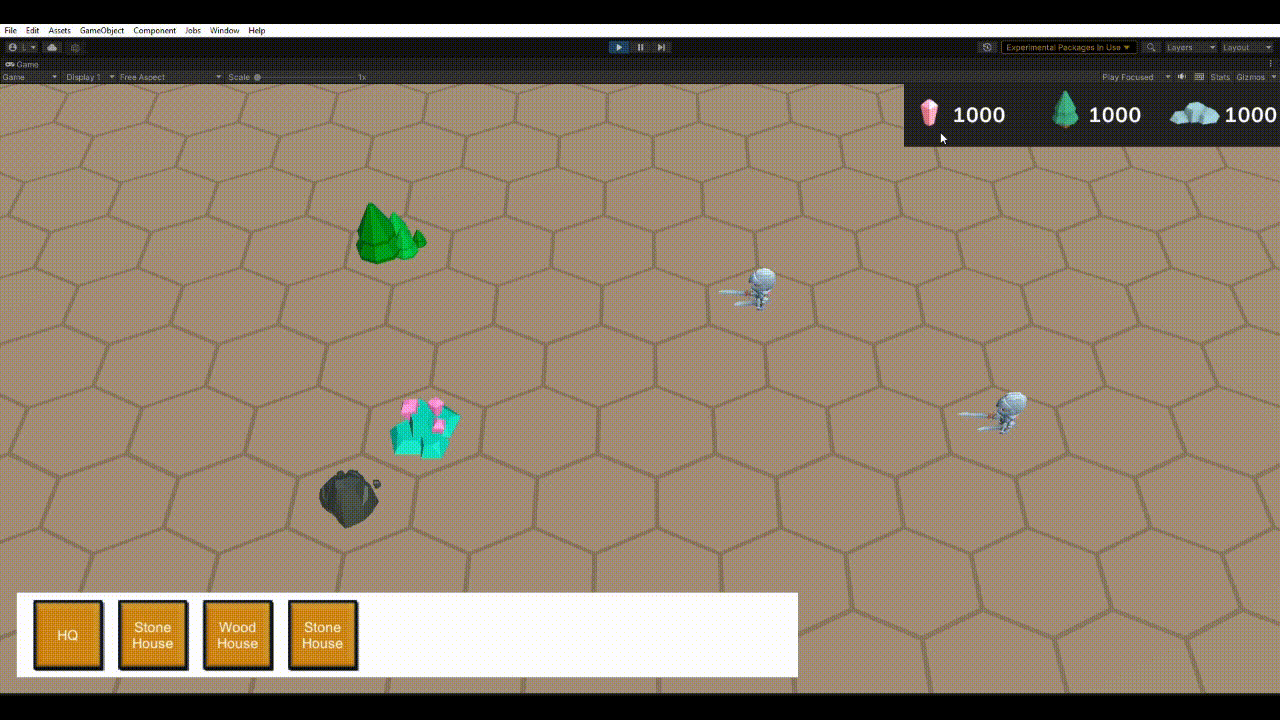 File Edit Assets GameObject Component Jobs Window Help
Experimental Packages In Use Layers Layout
Game
Game Display 1 Free Aspect Scale 1x Play Focused Stats Gizmos
1000 1000 1000
HQ
Stone
House
Wood
House
Stone
House